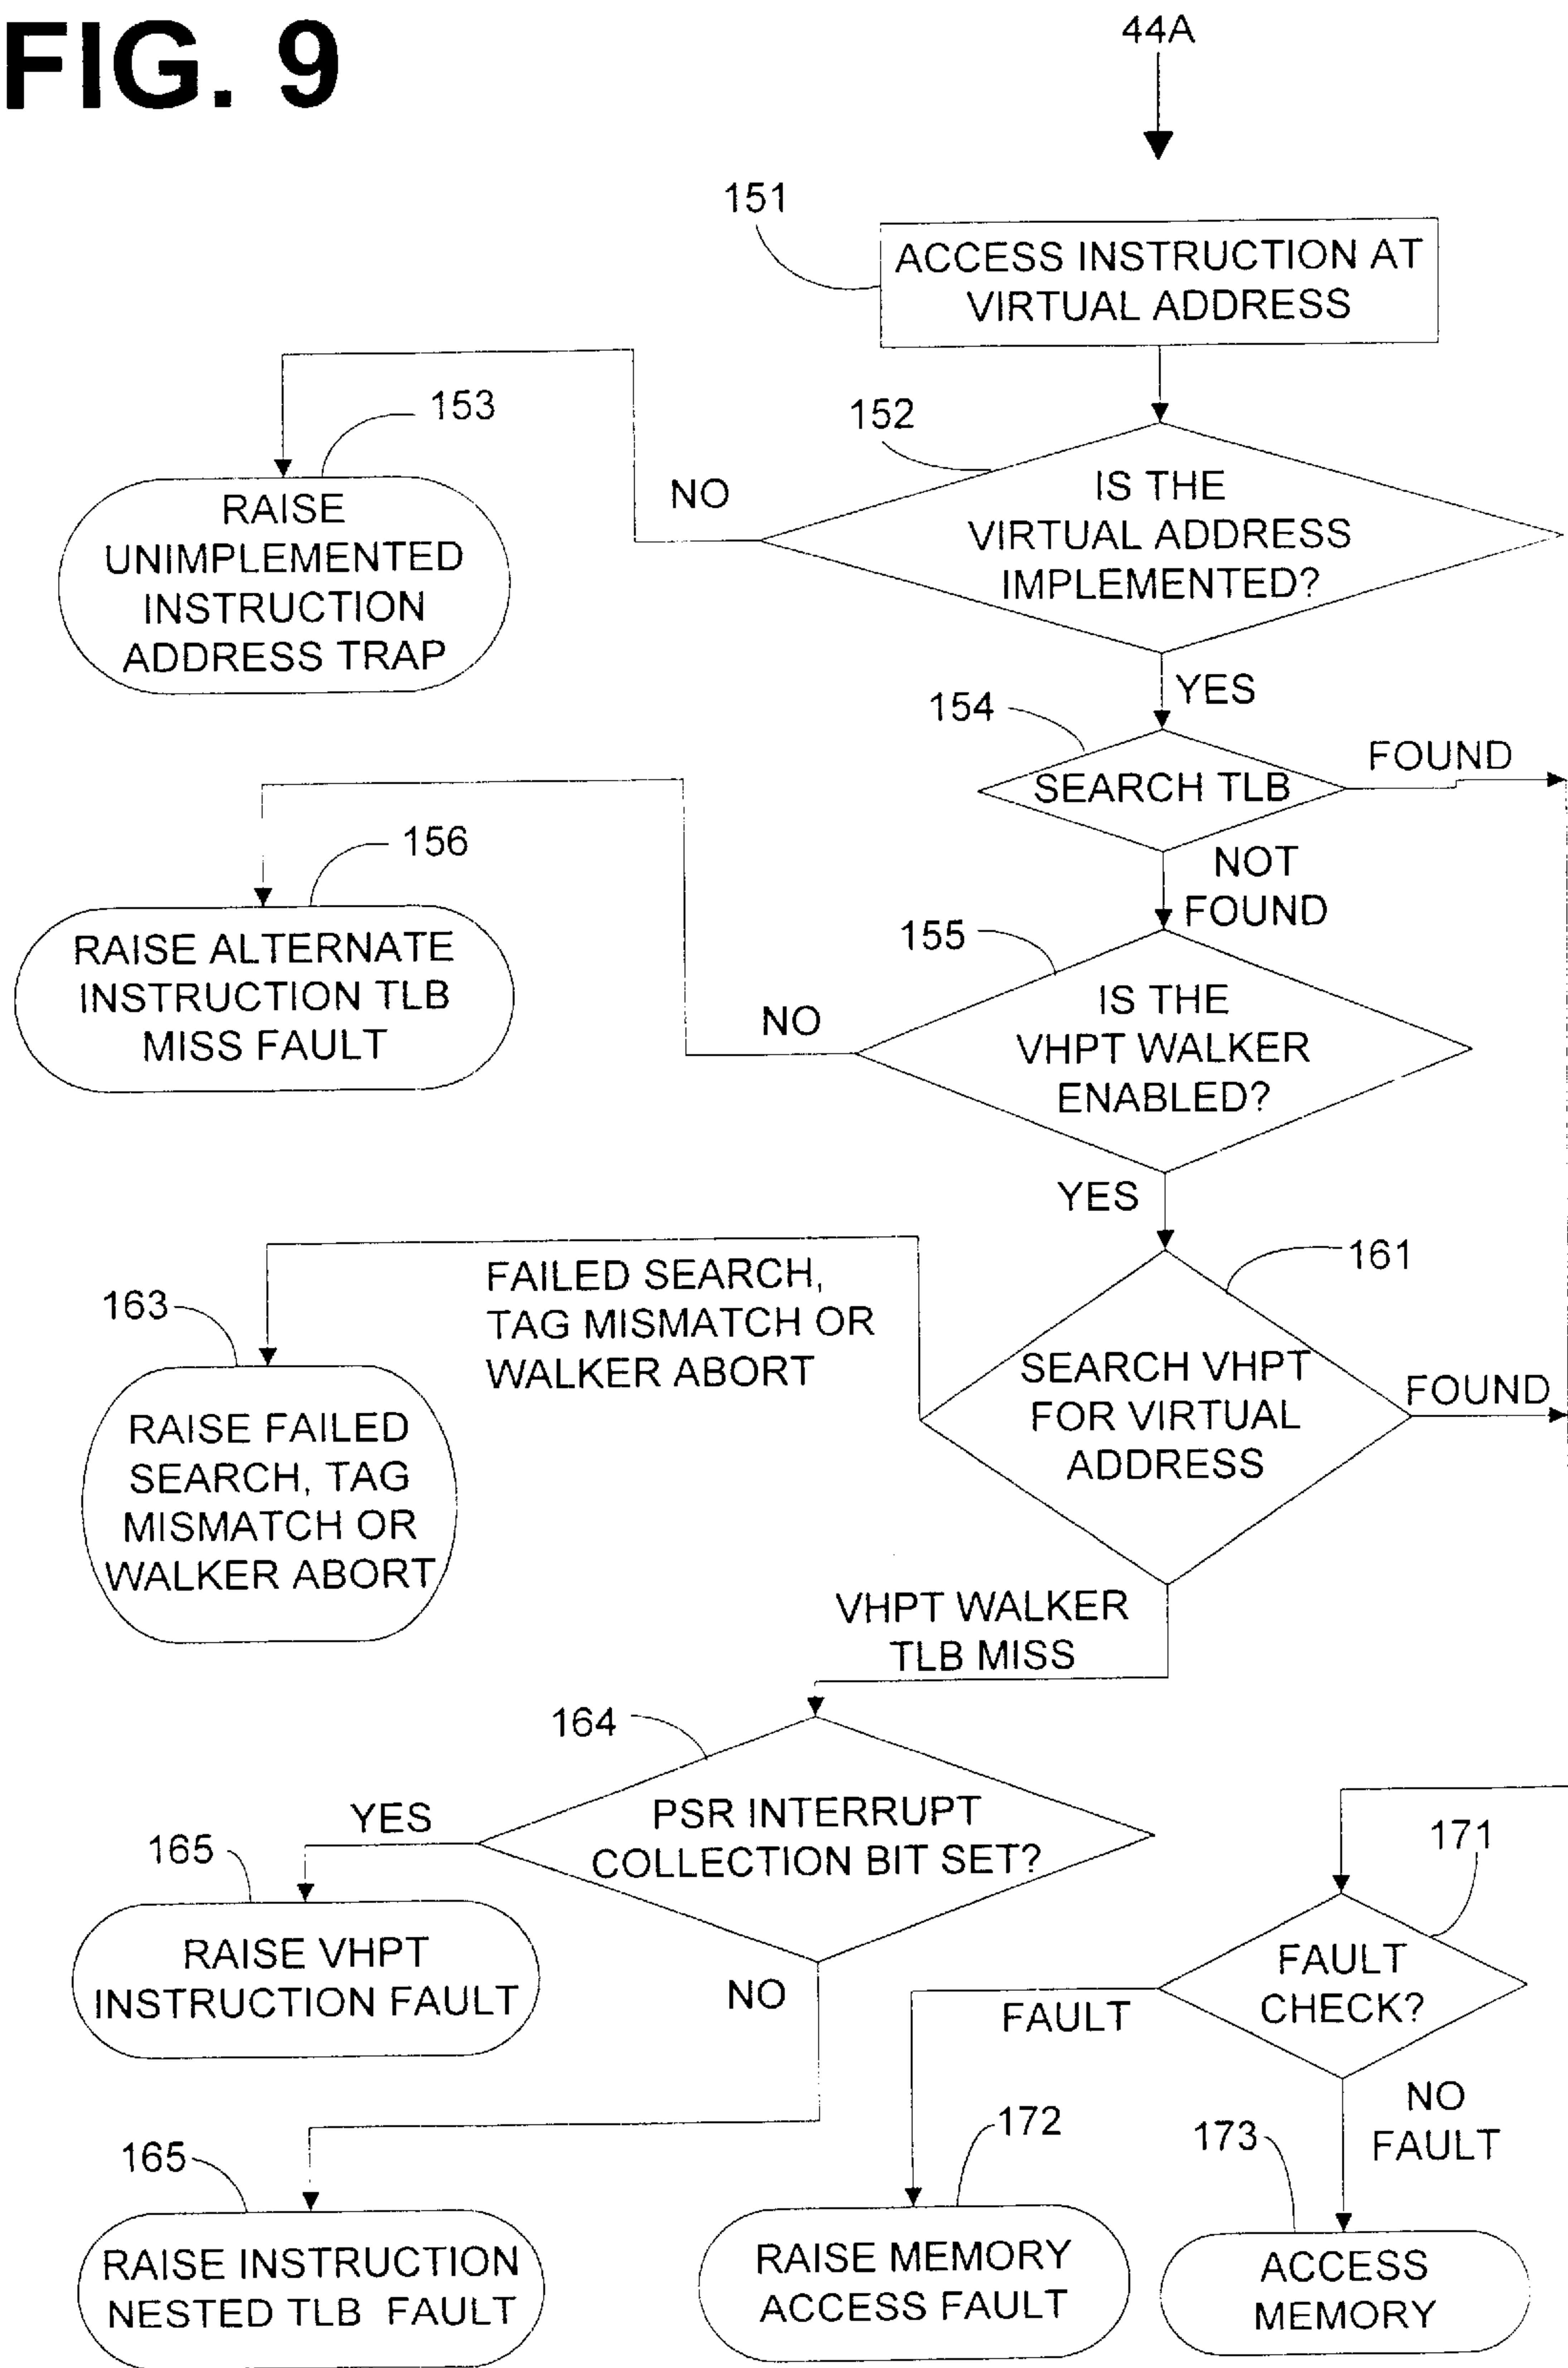 FIG. 9
44A
151
ACCESS INSTRUCTION AT
VIRTUAL ADDRESS
153
152
NO
IS THE
VIRTUAL ADDRESS
IMPLEMENTED?
RAISE
UNIMPLEMENTED
INSTRUCTION
ADDRESS TRAP
YES
154
FOUND
SEARCH TLB
156
NOT
FOUND
155
RAISE ALTERNATE
INSTRUCTION TLB
MISS FAULT
NO
IS THE
VHPT WALKER
ENABLED?
YES
161
FAILED SEARCH,
TAG MISMATCH OR
WALKER ABORT
163
SEARCH VHPT
FOR VIRTUAL
ADDRESS
FOUND
RAISE FAILED
SEARCH, TAG
MISMATCH OR
WALKER ABORT
VHPT WALKER
TLB MISS
164
YES
PSR INTERRUPT
COLLECTION BIT SET?
165
171
RAISE VHPT
INSTRUCTION FAULT
NO
FAULT
CHECK?
FAULT
NO
FAULT
165
172
173
RAISE INSTRUCTION
NESTED TLB FAULT
RAISE MEMORY
ACCESS FAULT
ACCESS
MEMORY